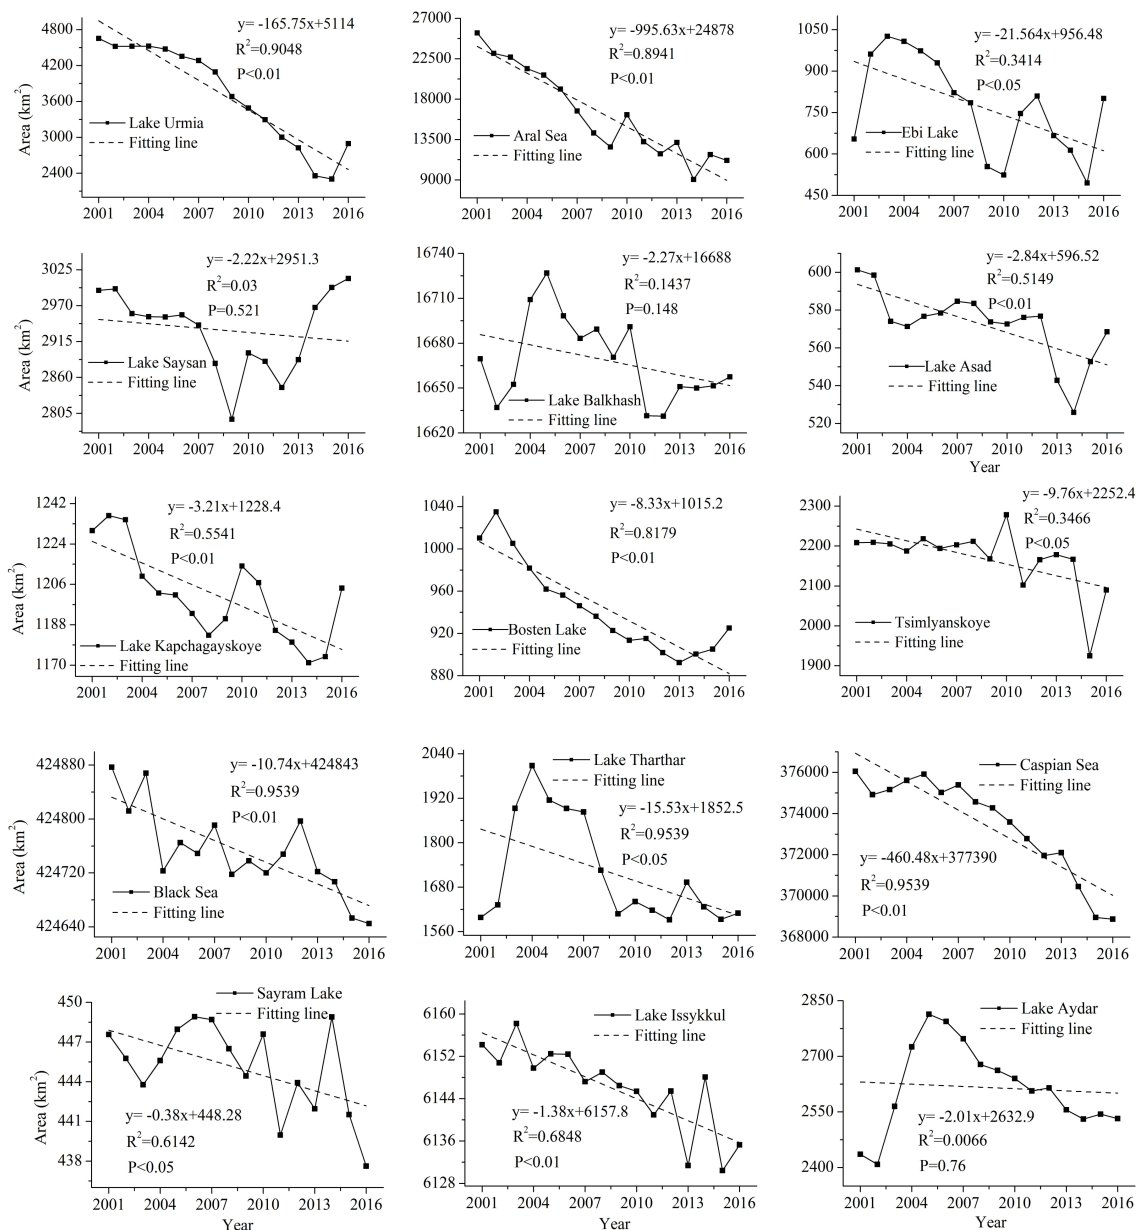 y= -165.75x+5114
R²=0.9048
P<0.01
Lake Urmia
Fitting line
Area (km²)
4800
4200
3600
3000
2400
2001 2004 2007 2010 2013 2016
y= -995.63x+24878
R²=0.8941
P<0.01
Aral Sea
Fitting line
27000
22500
18000
13500
9000
2001 2004 2007 2010 2013 2016
y= -21.564x+956.48
R²=0.3414
P<0.05
Ebi Lake
Fitting line
1050
900
750
600
450
2001 2004 2007 2010 2013 2016
y= -2.22x+2951.3
R²=0.03
P=0.521
Lake Saysan
Fitting line
Area (km²)
3025
2970
2915
2860
2805
2001 2004 2007 2010 2013 2016
y= -2.27x+16688
R²=0.1437
P=0.148
Lake Balkhash
Fitting line
16740
16710
16680
16650
16620
2001 2004 2007 2010 2013 2016
y= -2.84x+596.52
R²=0.5149
P<0.01
Lake Asad
Fitting line
600
580
560
540
520
2001 2004 2007 2010 2013 2016
Year
y= -3.21x+1228.4
R²=0.5541
P<0.01
Lake Kapchagayskoye
Fitting line
Area (km²)
1242
1224
1206
1188
1170
2001 2004 2007 2010 2013 2016
y= -8.33x+1015.2
R²=0.8179
P<0.01
Bosten Lake
Fitting line
1040
1000
960
920
880
2001 2004 2007 2010 2013 2016
y= -9.76x+2252.4
R²=0.3466
P<0.05
Tsimlyanskoye
Fitting line
2300
2200
2100
2000
1900
2001 2004 2007 2010 2013 2016
y= -10.74x+424843
R²=0.9539
P<0.01
Black Sea
Fitting line
Area (km²)
424880
424800
424720
424640
2001 2004 2007 2010 2013 2016
Lake Tharthar
Fitting line
y= -15.53x+1852.5
R²=0.9539
P<0.05
2040
1920
1800
1680
1560
2001 2004 2007 2010 2013 2016
Caspian Sea
Fitting line
y= -460.48x+377390
R²=0.9539
P<0.01
376000
374000
372000
370000
368000
2001 2004 2007 2010 2013 2016
Sayram Lake
Fitting line
y= -0.38x+448.28
R²=0.6142
P<0.05
Area (km²)
450
447
444
441
438
2001 2004 2007 2010 2013 2016
Year
Lake Issykkul
Fitting line
y= -1.38x+6157.8
R²=0.6848
P<0.01
6160
6152
6144
6136
6128
2001 2004 2007 2010 2013 2016
Year
Lake Aydar
Fitting line
y= -2.01x+2632.9
R²=0.0066
P=0.76
2850
2700
2550
2400
2001 2004 2007 2010 2013 2016
Year